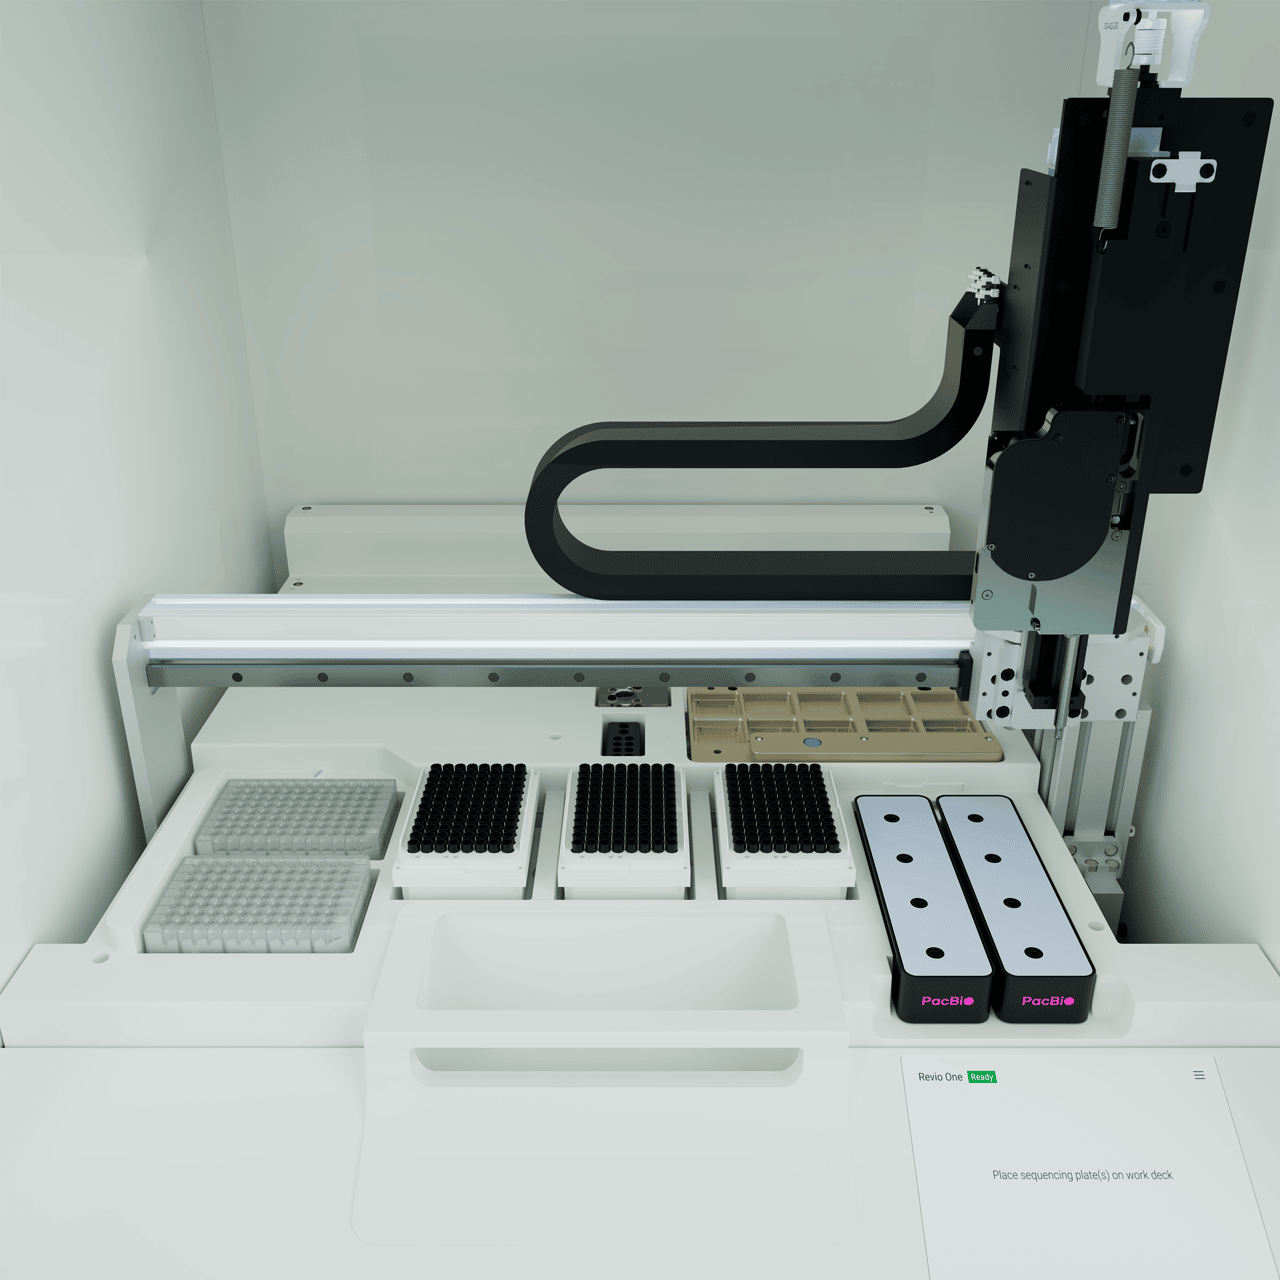 PacBio
PacBio
Revio One Ready
Place sequencing plate(s) on work deck